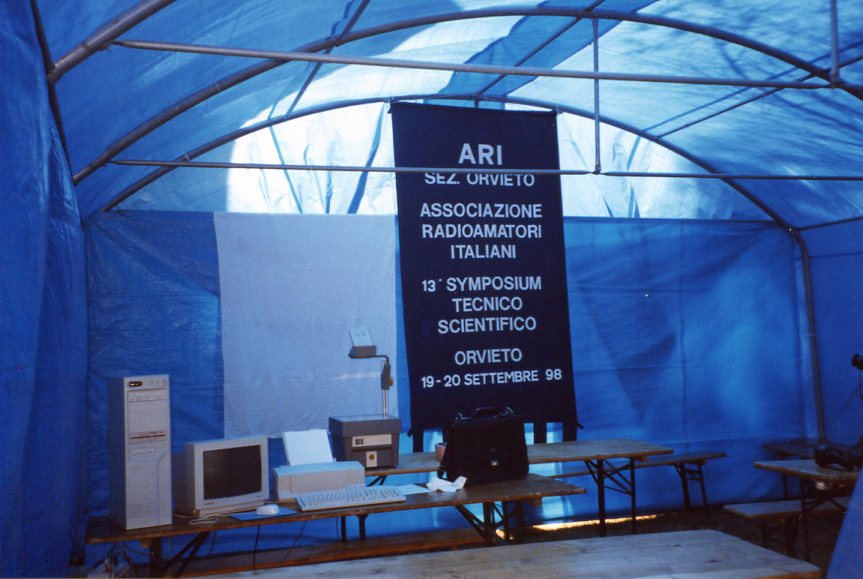 ARI
SEZ. ORVIETO
ASSOCIAZIONE
RADIOAMATORI
ITALIANI
13° SYMPOSIUM
TECNICO
SCIENTIFICO
ORVIETO
19-20 SETTEMBRE 98